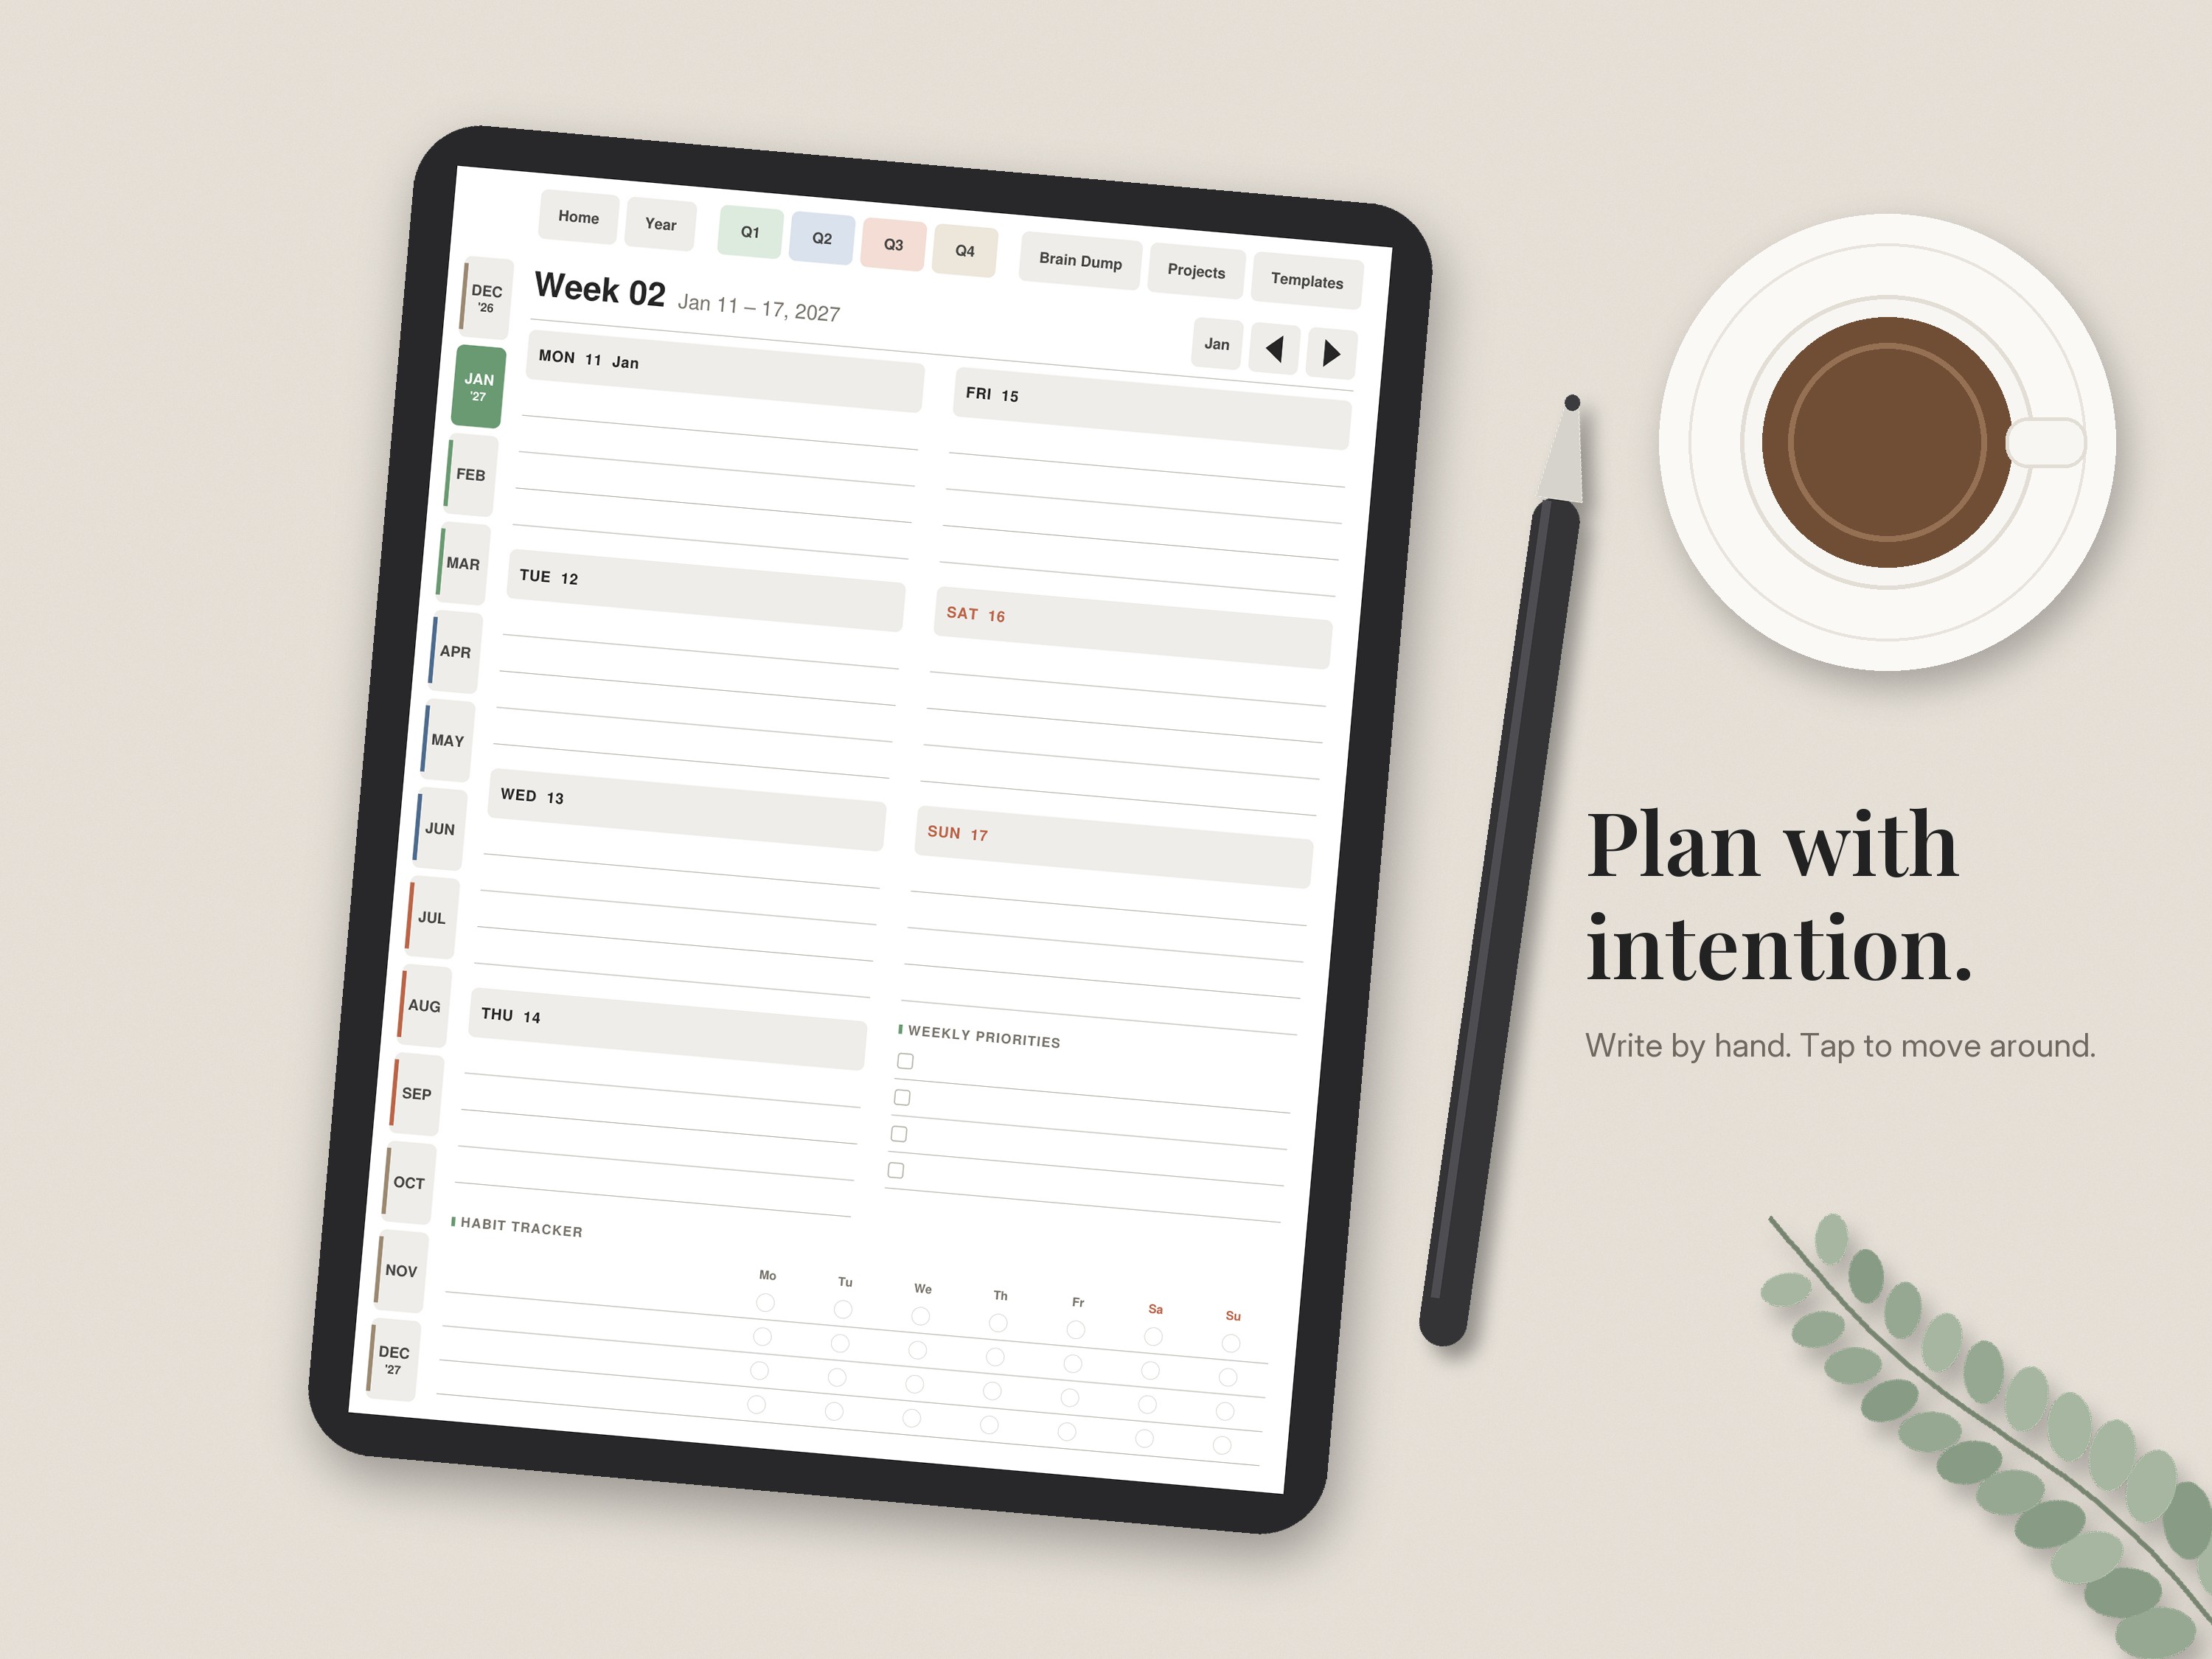 Home Year Q1 Q2 Q3 Q4 Brain Dump Projects Templates
Week 02 Jan 11 – 17, 2027
Jan
DEC
'26
JAN
'27
FEB
MAR
APR
MAY
JUN
JUL
AUG
SEP
OCT
NOV
DEC
'27
MON 11 Jan
TUE 12
WED 13
THU 14
FRI 15
SAT 16
SUN 17
WEEKLY PRIORITIES
HABIT TRACKER
Mo Tu We Th Fr Sa Su
Plan with
intention.
Write by hand. Tap to move around.